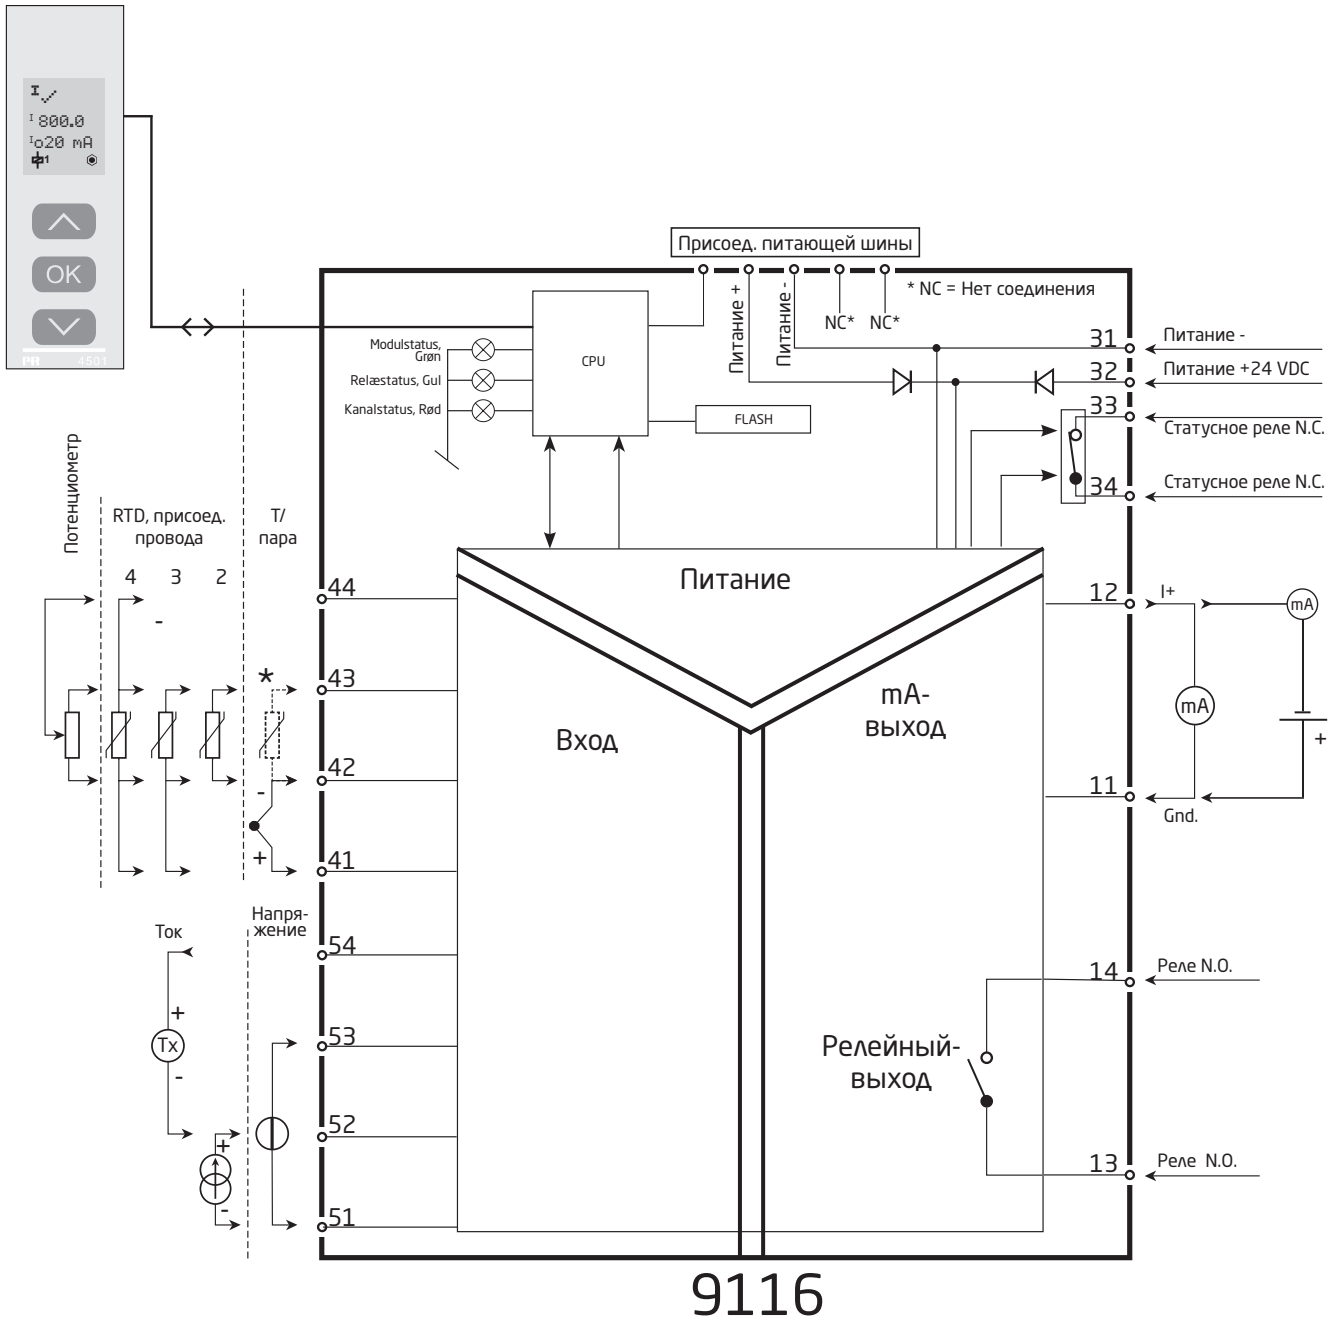 I
I 800.0
Io20 mA
1
OK
PR 4501
Присоед. питающей шины
* NC = Нет соединения
Питание +
Питание -
NC* NC*
Modulstatus,
Grøn
Relæstatus, Gul
Kanalstatus, Rød
CPU
FLASH
31
Питание -
32
Питание +24 VDC
33
Статусное реле N.C.
34
Статусное реле N.C.
Потенциометр
RTD, присоед.
провода
4 3 2
-
Т/
пара
*
-
+
44
43
42
41
Питание
Вход
mA-
выход
12
I+
mA
mA
+
11
Gnd.
Ток
+
Tx
-
+
-
Напря-
жение
54
53
52
51
14
Реле N.O.
Релейный-
выход
13
Реле N.O.
9116